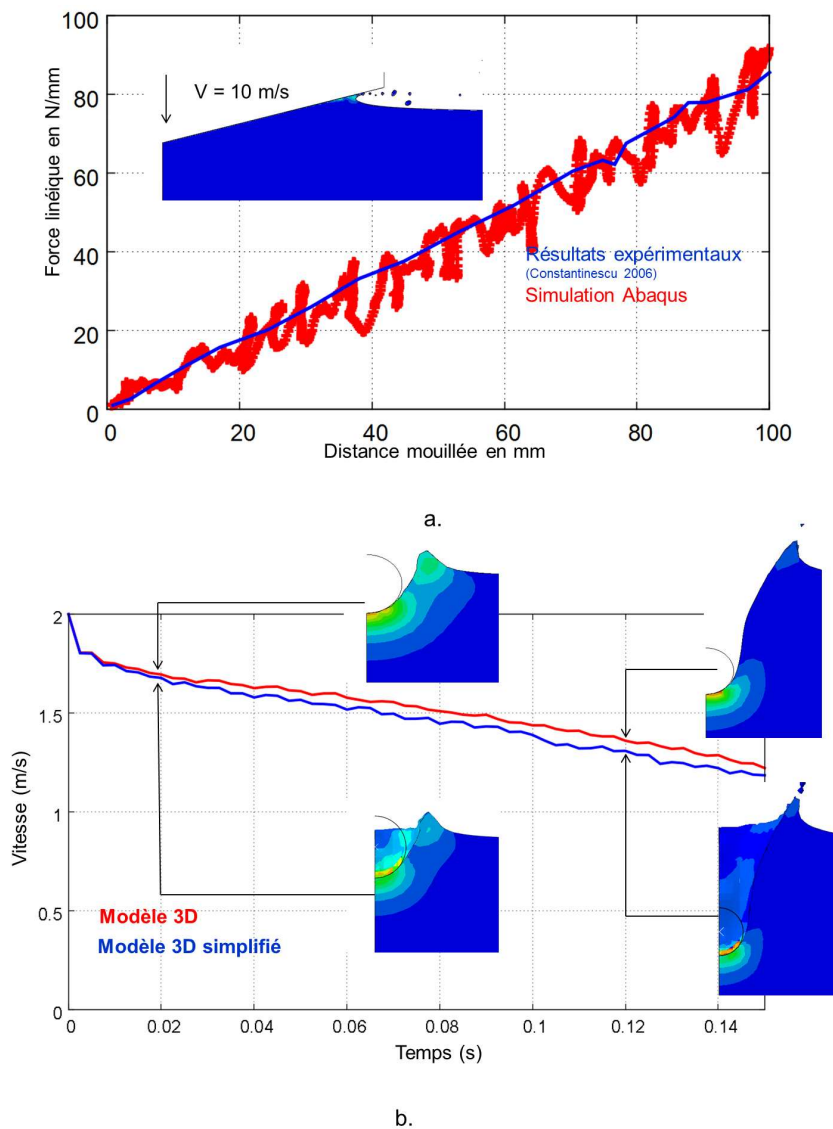 100
80
60
40
20
0
Force linéique en N/mm
V = 10 m/s
Résultats expérimentaux
(Constantinescu 2006)
Simulation Abaqus
0
20
40
60
80
100
Distance mouillée en mm
a.
2
1.5
1
0.5
0
Vitesse (m/s)
Modèle 3D
Modèle 3D simplifié
0
0.02
0.04
0.06
0.08
0.1
0.12
0.14
Temps (s)
b.